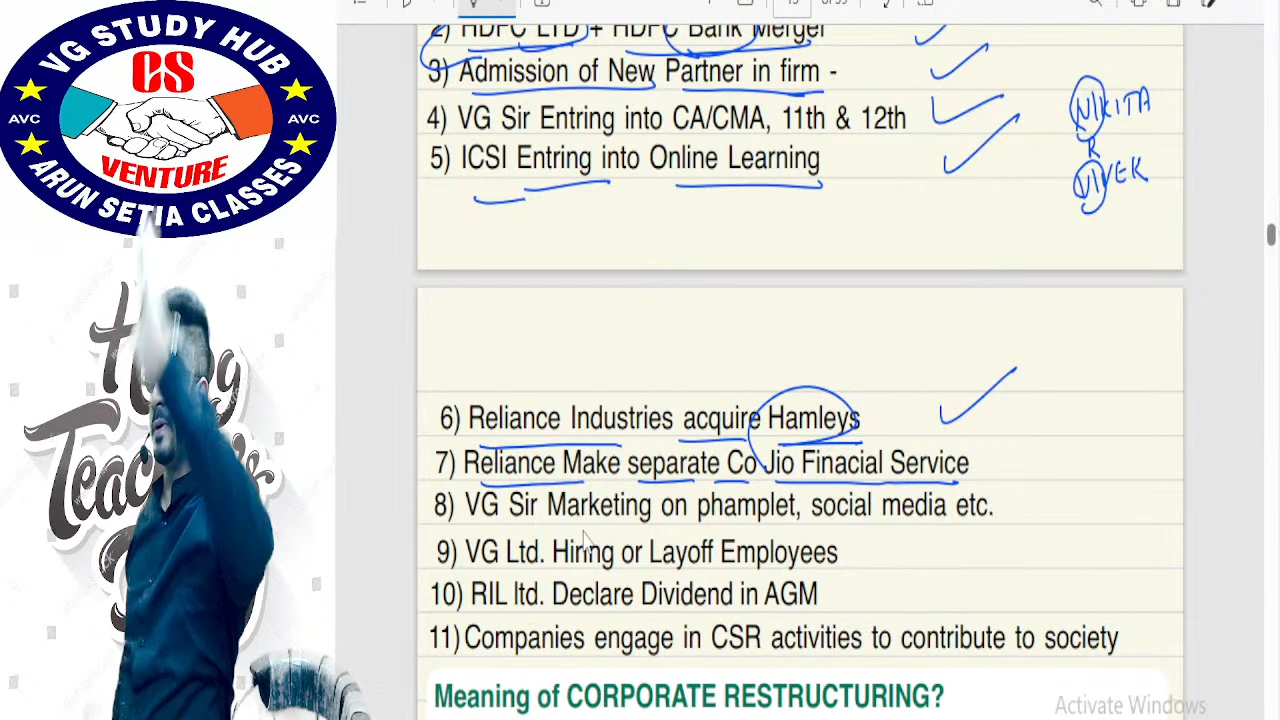 VG STUDY HUB
CS
AVC
AVC
VENTURE
ARUN SETIA CLASSES
2) HDFC LTD + HDFC Bank Merger
3) Admission of New Partner in firm -
4) VG Sir Entring into CA/CMA, 11th & 12th
5) ICSI Entring into Online Learning
NIKITA
R
VIVEK
6) Reliance Industries acquire Hamleys
7) Reliance Make separate Co Jio Finacial Service
8) VG Sir Marketing on phamplet, social media etc.
9) VG Ltd. Hiring or Layoff Employees
10) RIL ltd. Declare Dividend in AGM
11) Companies engage in CSR activities to contribute to society
Meaning of CORPORATE RESTRUCTURING?
Activate Windows